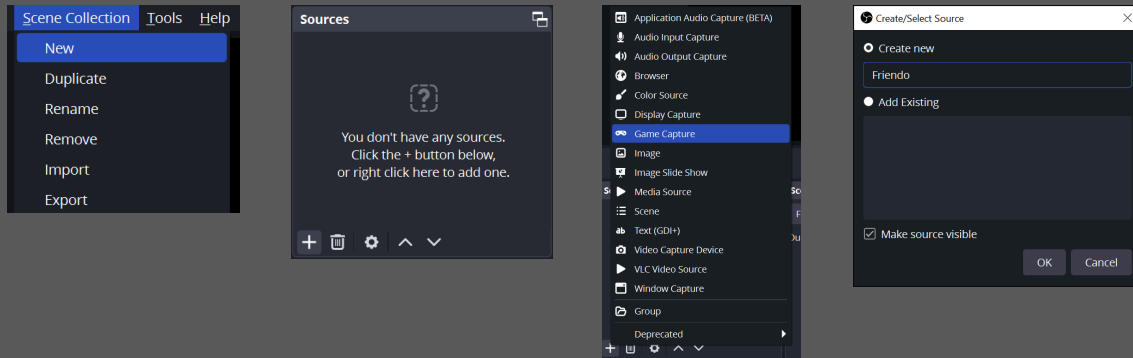 Scene Collection Tools Help
New
Duplicate
Rename
Remove
Import
Export
Sources
You don't have any sources.
Click the + button below,
or right click here to add one.
Application Audio Capture (BETA)
Audio Input Capture
Audio Output Capture
Browser
Color Source
Display Capture
Game Capture
Image
Image Slide Show
Media Source
Scene
ab Text (GDI+)
Video Capture Device
VLC Video Source
Window Capture
Group
Deprecated
Create/Select Source
Create new
Friendo
Add Existing
Make source visible
OK Cancel